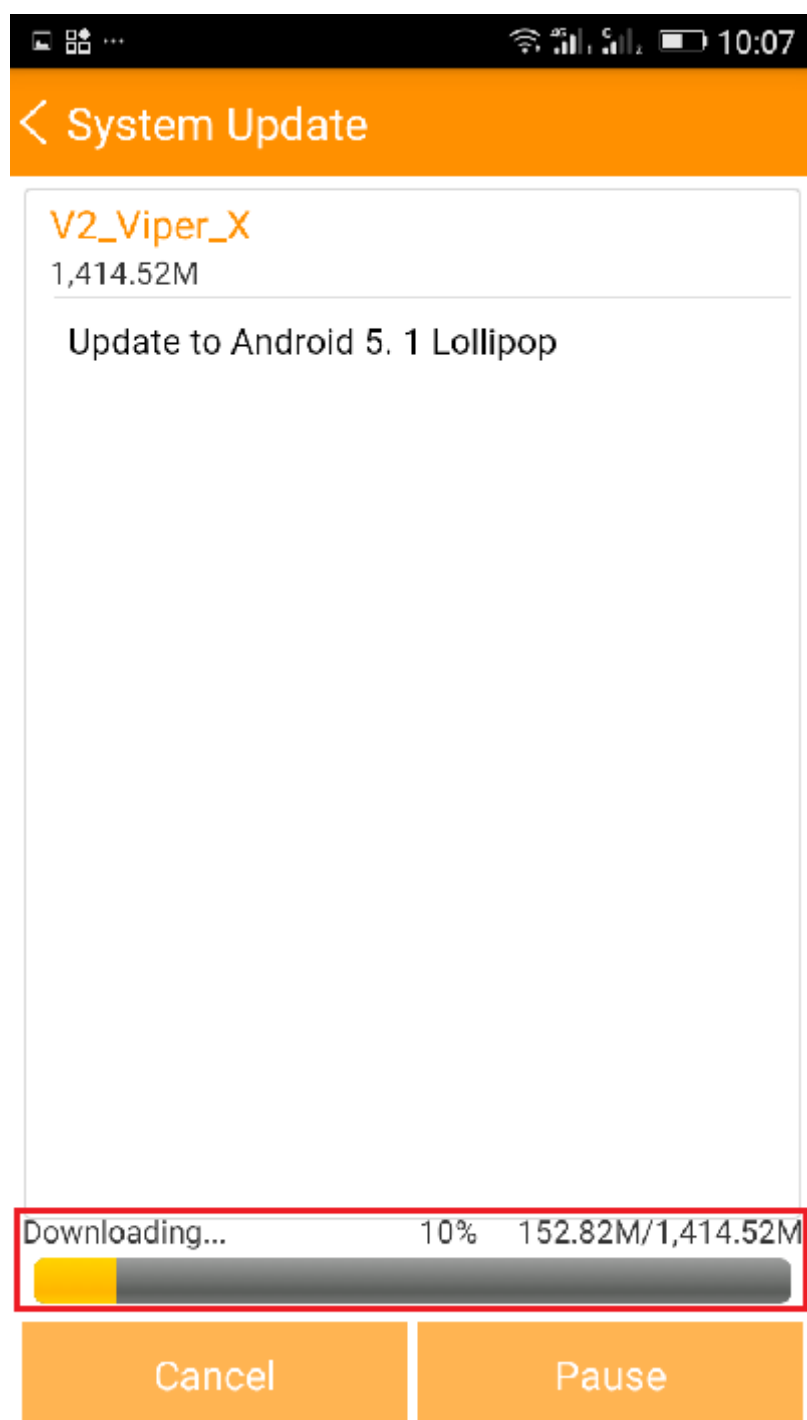 10:07
System Update
V2_Viper_X
1,414.52M
Update to Android 5. 1 Lollipop
Downloading... 10% 152.82M/1,414.52M
Cancel Pause